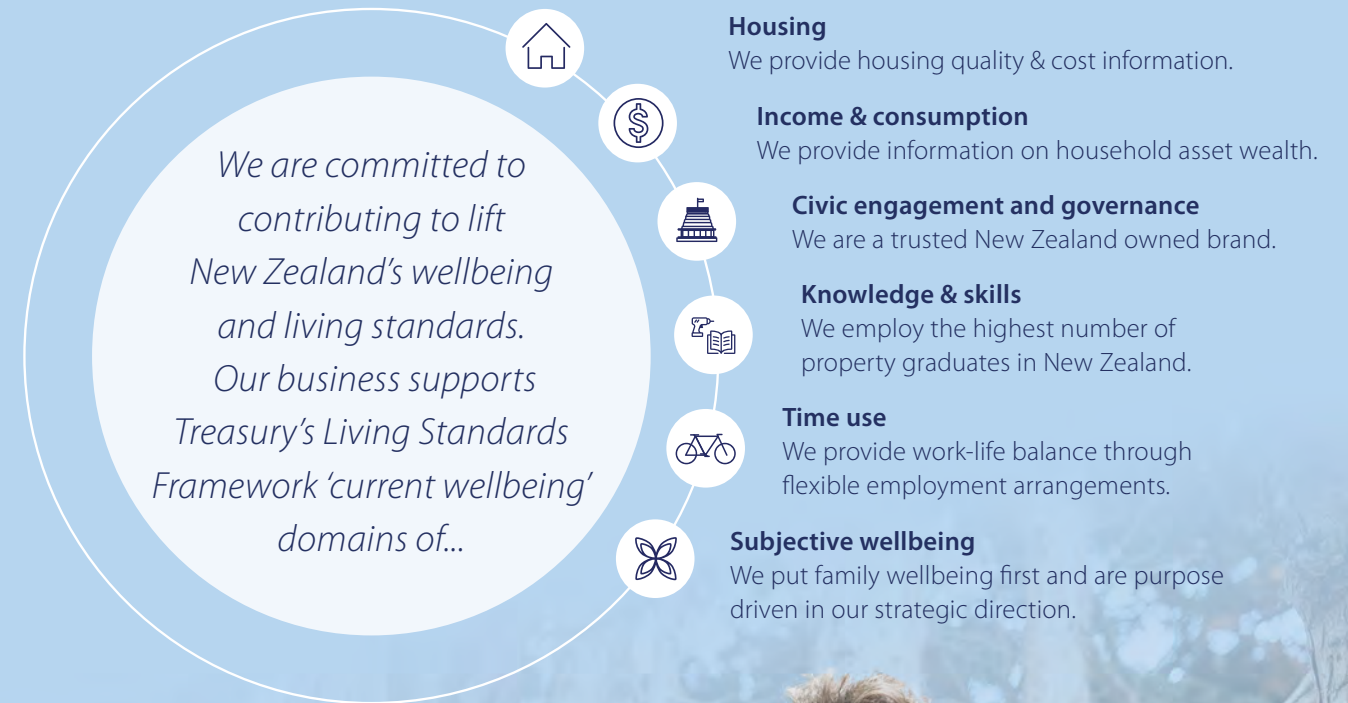 We are committed to
contributing to lift
New Zealand's wellbeing
and living standards.
Our business supports
Treasury's Living Standards
Framework 'current wellbeing'
domains of...
Housing
We provide housing quality & cost information.
Income & consumption
We provide information on household asset wealth.
Civic engagement and governance
We are a trusted New Zealand owned brand.
Knowledge & skills
We employ the highest number of
property graduates in New Zealand.
Time use
We provide work-life balance through
flexible employment arrangements.
Subjective wellbeing
We put family wellbeing first and are purpose
driven in our strategic direction.